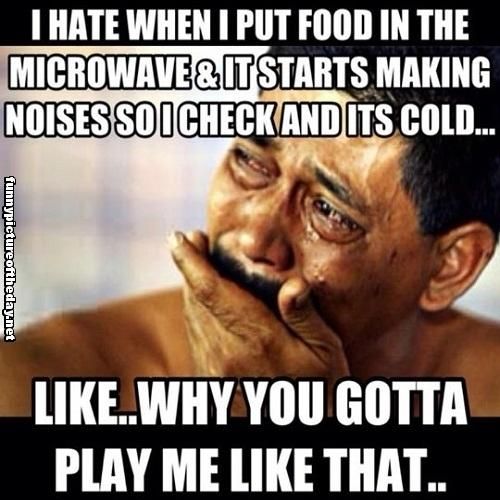 I HATE WHEN I PUT FOOD IN THE
MICROWAVE & IT STARTS MAKING
NOISES SO I CHECK AND ITS COLD...
funnypictureoftheday.net
LIKE..WHY YOU GOTTA
PLAY ME LIKE THAT..